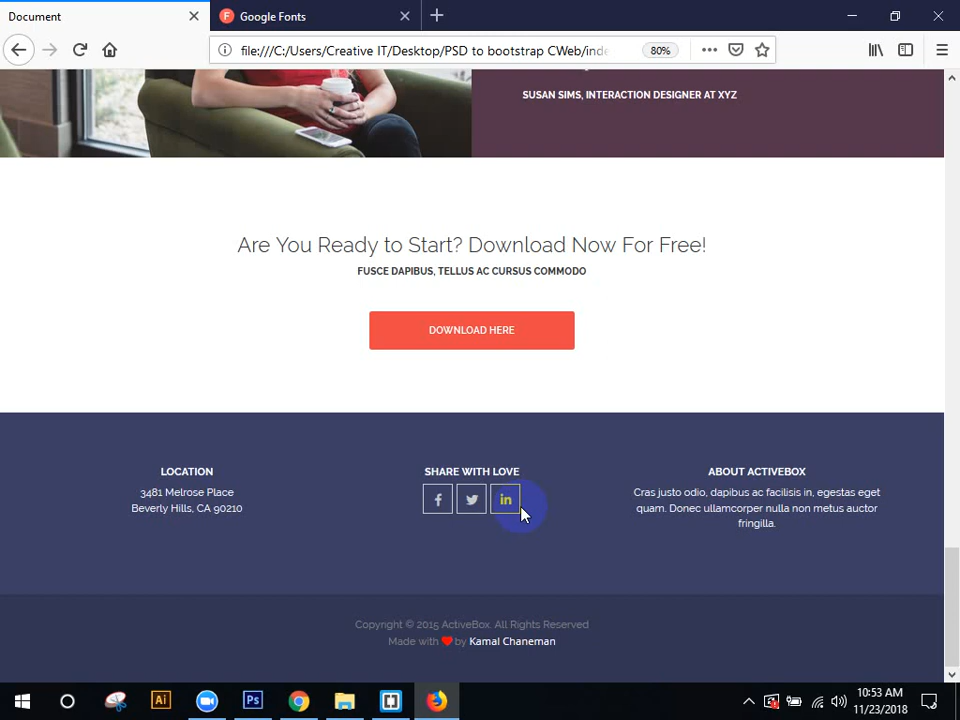 Document
Google Fonts
file:///C:/Users/Creative IT/Desktop/PSD to bootstrap CWeb/inde
80%
SUSAN SIMS, INTERACTION DESIGNER AT XYZ
Are You Ready to Start? Download Now For Free!
FUSCE DAPIBUS, TELLUS AC CURSUS COMMODO
DOWNLOAD HERE
LOCATION
3481 Melrose Place
Beverly Hills, CA 90210
SHARE WITH LOVE
f
in
ABOUT ACTIVEBOX
Cras justo odio, dapibus ac facilisis in, egestas eget
quam. Donec ullamcorper nulla non metus auctor
fringilla.
Copyright © 2015 ActiveBox. All Rights Reserved
Made with ❤ by Kamal Chaneman
Ai
Ps
10:53 AM
11/23/2018